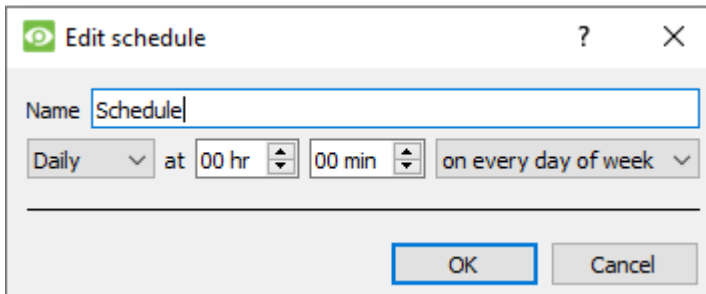 Edit schedule ?
Name Schedule
Daily at 00 hr 00 min on every day of week
OK Cancel